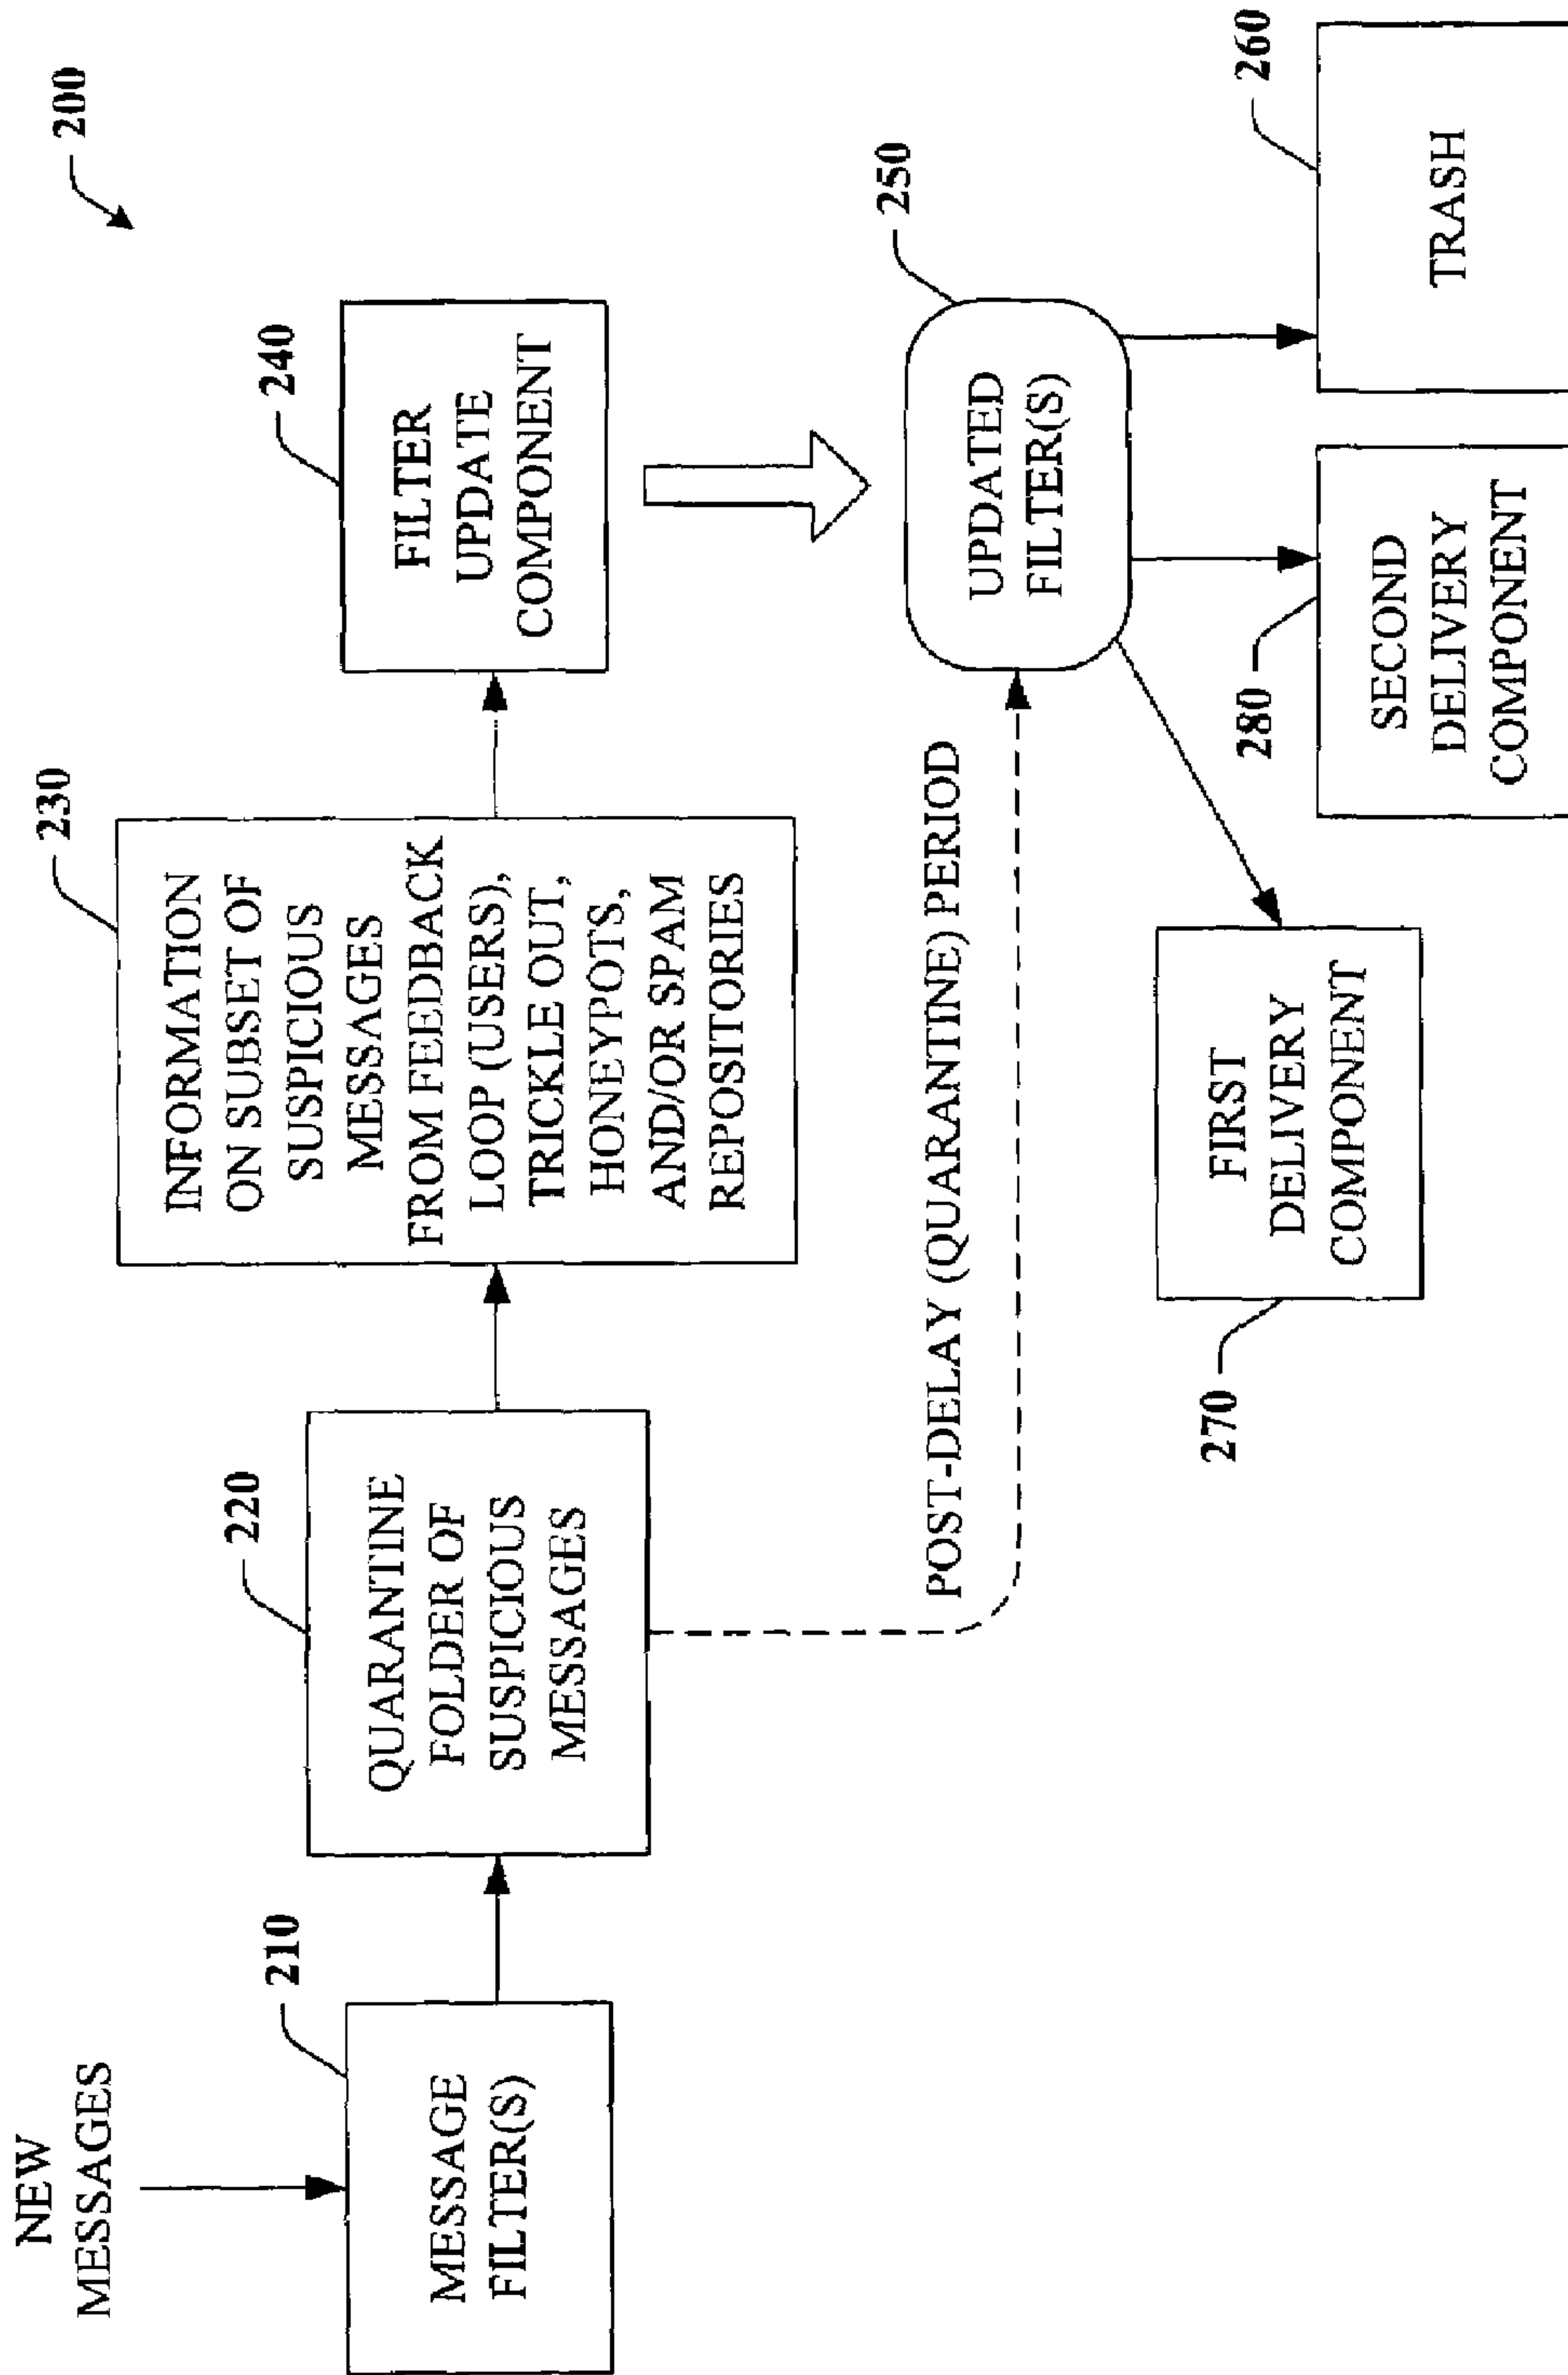 200
NEW
MESSAGES
210
MESSAGE
FILTER(S)
220
QUARANTINE
FOLDER OF
SUSPICIOUS
MESSAGES
230
INFORMATION
ON SUBSET OF
SUSPICIOUS
MESSAGES
FROM FEEDBACK
LOOP (USERS),
TRICKLE OUT,
HONEYPOTS,
AND/OR SPAM
REPOSITORIES
240
FILTER
UPDATE
COMPONENT
POST-DELAY (QUARANTINE) PERIOD
250
UPDATED
FILTER(S)
270
FIRST
DELIVERY
COMPONENT
280
SECOND
DELIVERY
COMPONENT
260
TRASH